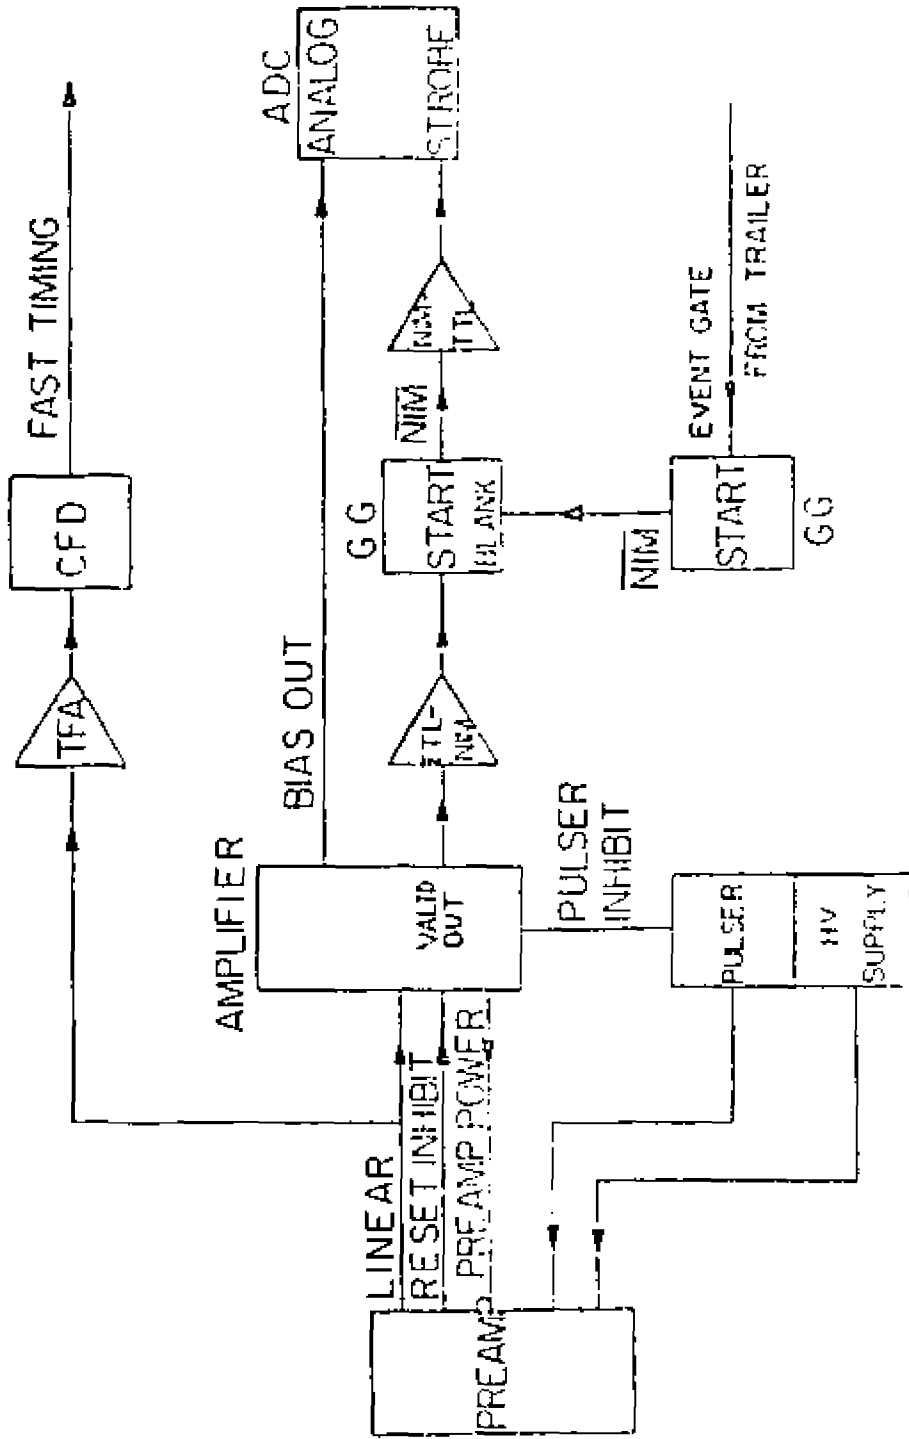 FAST TIMING
CFD
TFA
ADC
ANALOG
STROBE
BIAS OUT
AMPLIFIER
VALID
OUT
TTL-
NIM
GG
START
BLANK
NIM
NIM-
TTL
EVENT GATE
FROM TRAILER
START
GG
NIM
PULSER
INHIBIT
PULSER
HV
SUPPLY
LINEAR
RESET INHIBIT
PREAMP POWER
PREAMP